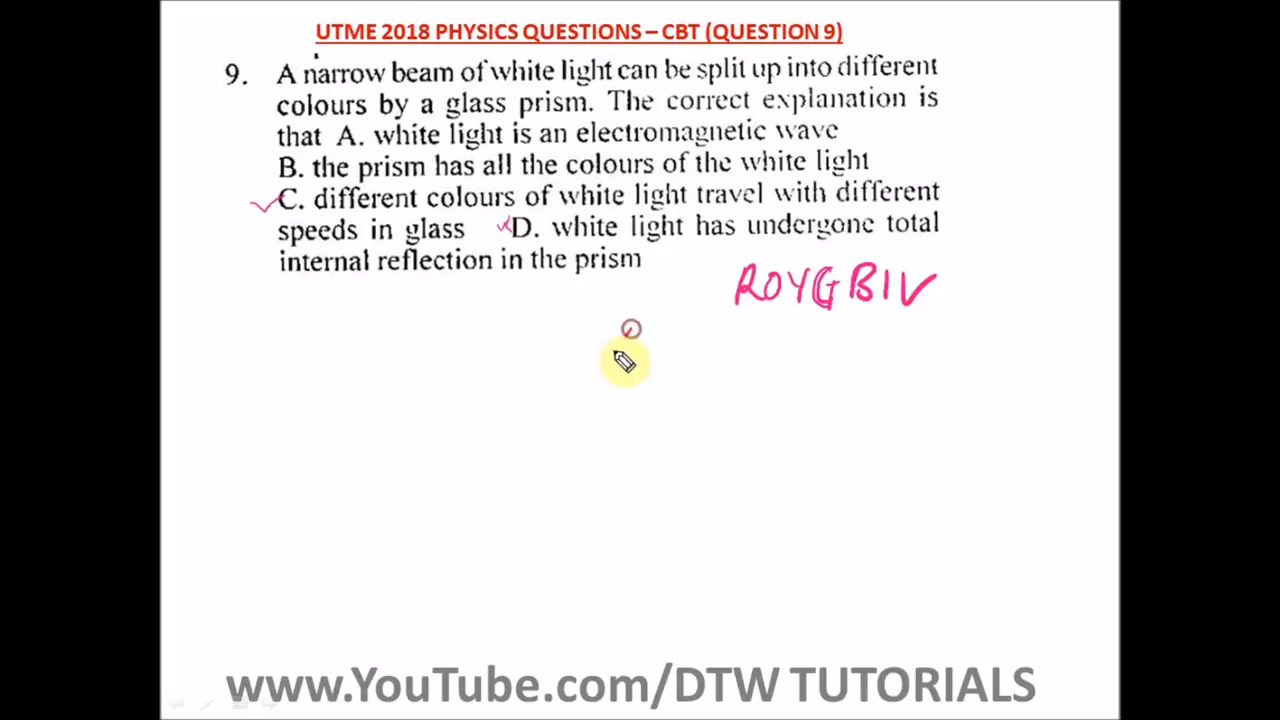 UTME 2018 PHYSICS QUESTIONS – CBT (QUESTION 9)
9. A narrow beam of white light can be split up into different
colours by a glass prism. The correct explanation is
that A. white light is an electromagnetic wave
B. the prism has all the colours of the white light
C. different colours of white light travel with different
speeds in glass D. white light has undergone total
internal reflection in the prism
ROYGBIV
www.YouTube.com/DTW TUTORIALS